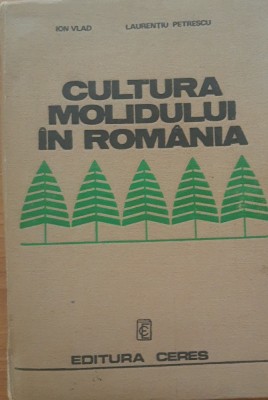 ION VLAD LAURENȚIU PETRESCU
CULTURA
MOLIDULUI
ÎN ROMÂNIA
EDITURA CERES